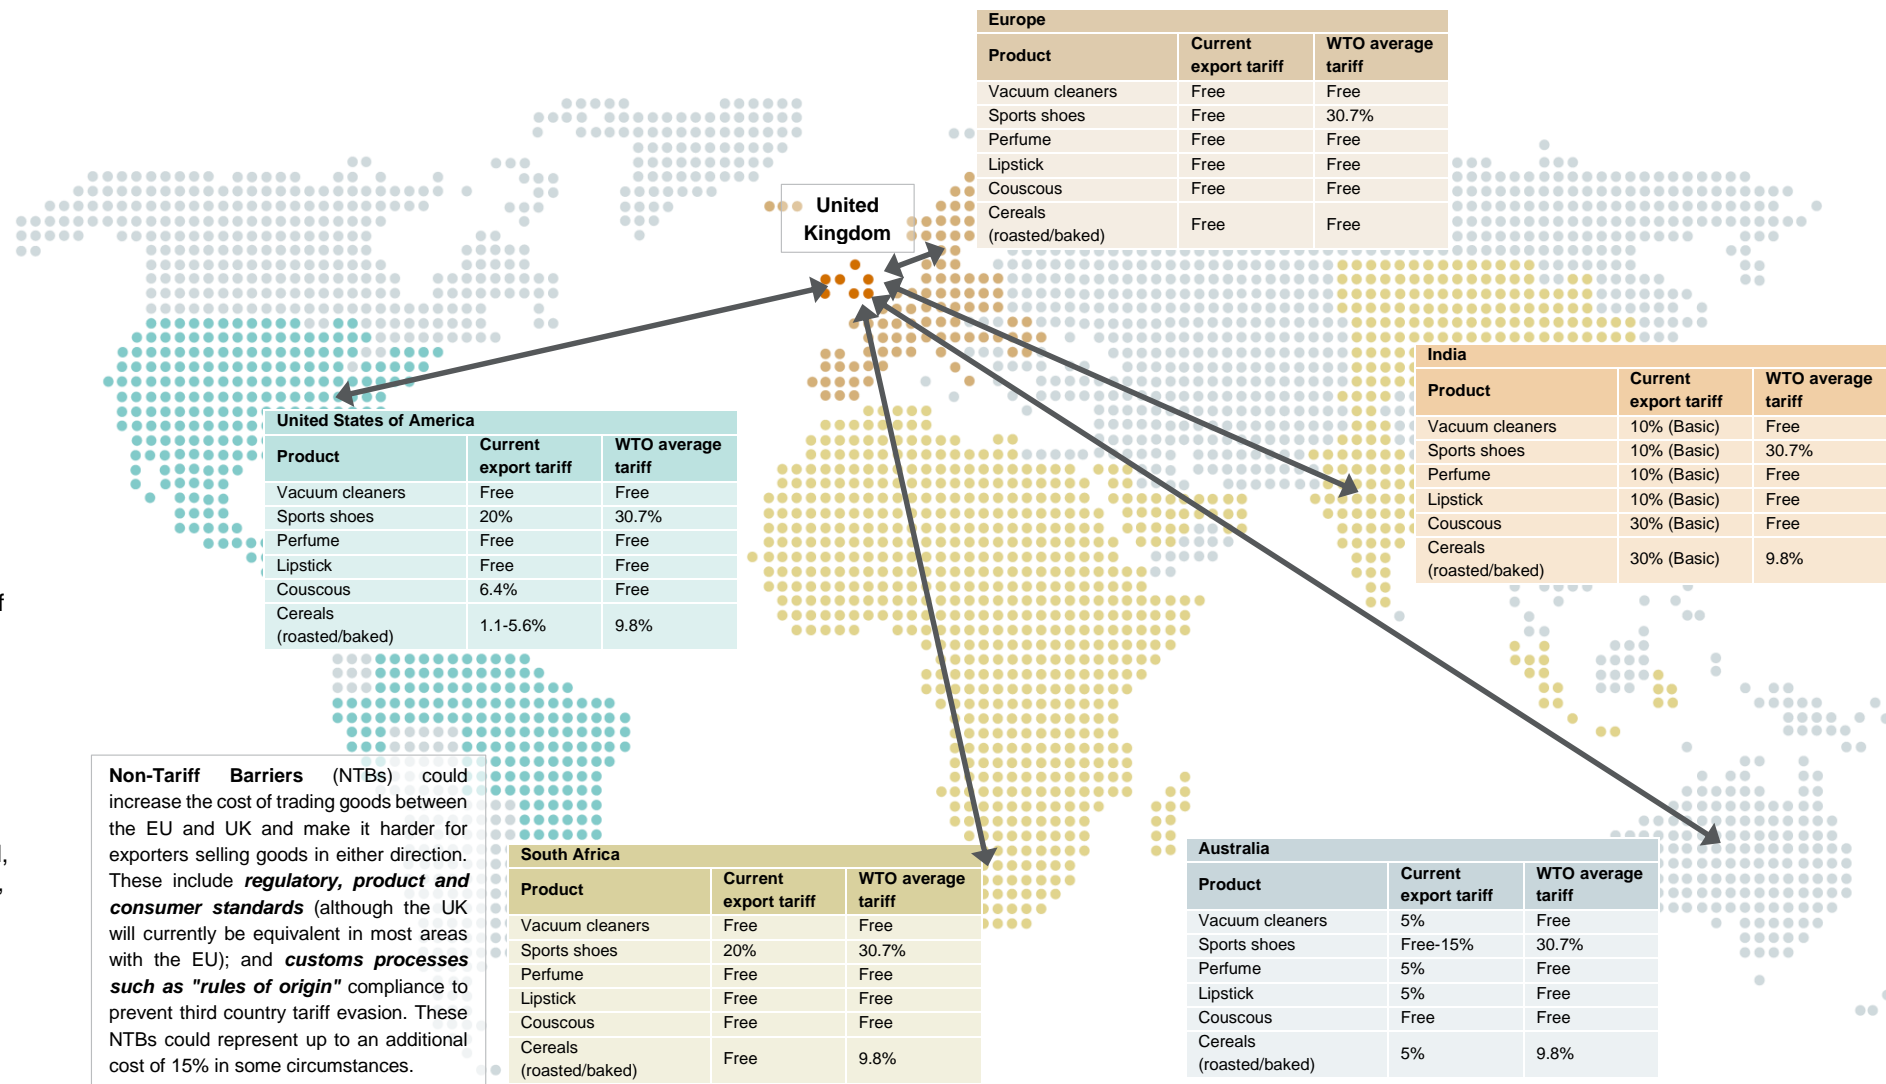 Europe
Product Current export tariff WTO average tariff
Vacuum cleaners Free Free
Sports shoes Free 30.7%
Perfume Free Free
Lipstick Free Free
Couscous Free Free
Cereals (roasted/baked) Free Free
United Kingdom
India
Product Current export tariff WTO average tariff
Vacuum cleaners 10% (Basic) Free
Sports shoes 10% (Basic) 30.7%
Perfume 10% (Basic) Free
Lipstick 10% (Basic) Free
Couscous 30% (Basic) Free
Cereals (roasted/baked) 30% (Basic) 9.8%
United States of America
Product Current export tariff WTO average tariff
Vacuum cleaners Free Free
Sports shoes 20% 30.7%
Perfume Free Free
Lipstick Free Free
Couscous 6.4% Free
Cereals (roasted/baked) 1.1-5.6% 9.8%
Non-Tariff Barriers (NTBs) could
increase the cost of trading goods between
the EU and UK and make it harder for
exporters selling goods in either direction.
These include regulatory, product and
consumer standards (although the UK
will currently be equivalent in most areas
with the EU); and customs processes
such as "rules of origin" compliance to
prevent third country tariff evasion. These
NTBs could represent up to an additional
cost of 15% in some circumstances.
South Africa
Product Current export tariff WTO average tariff
Vacuum cleaners Free Free
Sports shoes 20% 30.7%
Perfume Free Free
Lipstick Free Free
Couscous Free Free
Cereals (roasted/baked) Free 9.8%
Australia
Product Current export tariff WTO average tariff
Vacuum cleaners 5% Free
Sports shoes Free-15% 30.7%
Perfume 5% Free
Lipstick 5% Free
Couscous Free Free
Cereals (roasted/baked) 5% 9.8%